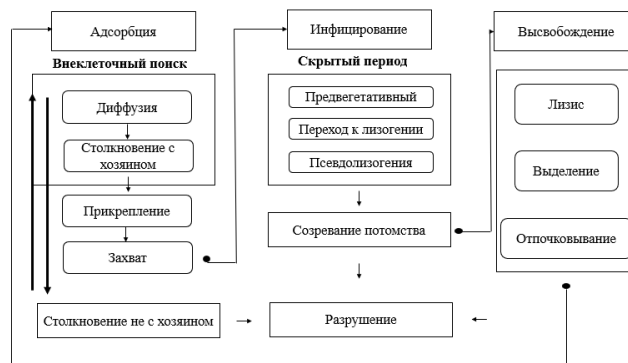 Адсорбция
Инфицирование
Высвобождение
Внеклеточный поиск
Скрытый период
Диффузия
Столкновение с
хозяином
Прикрепление
Захват
Предвегетативный
Переход к лизогении
Псевдолизогения
Созревание потомства
Лизис
Выделение
Отпочковывание
Столкновение не с хозяином
Разрушение